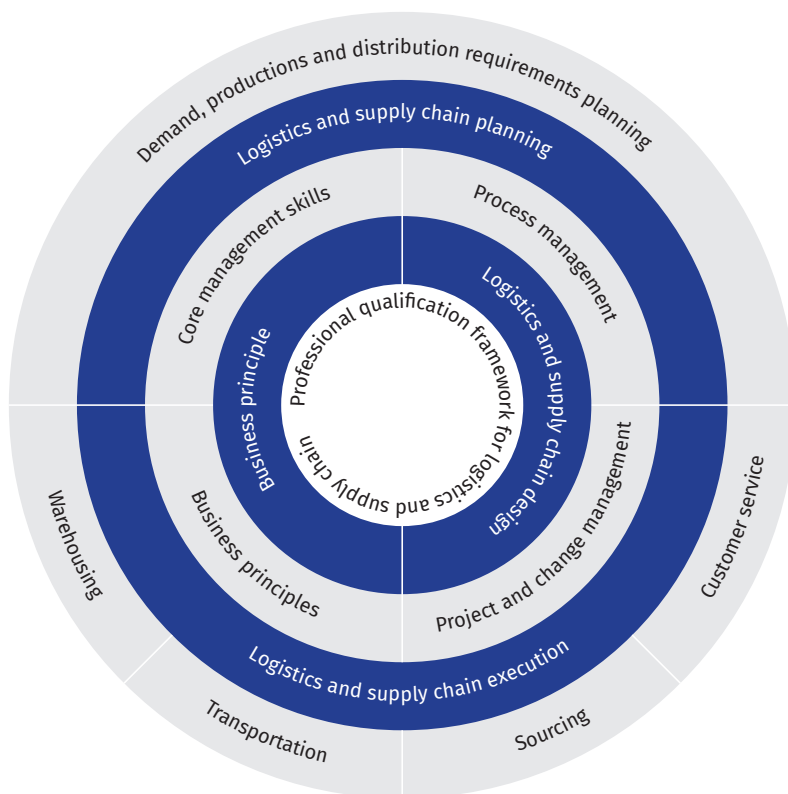 Demand, productions and distribution requirements planning
Logistics and supply chain planning
Core management skills
Process management
Business principle
Logistics and supply chain design
Professional qualification framework for logistics and supply chain
Business principles
Project and change management
Logistics and supply chain execution
Warehousing
Transportation
Sourcing
Customer service